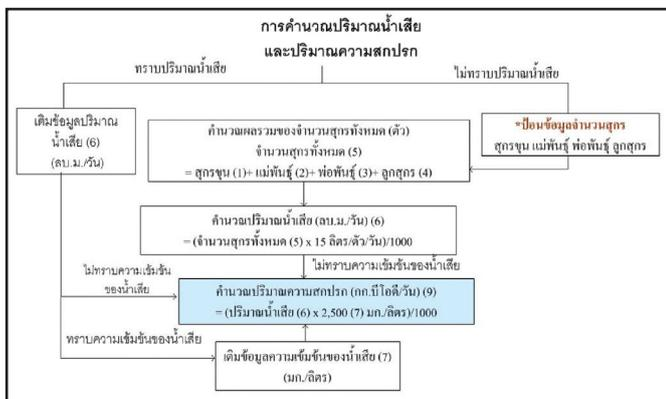 การคำนวณปริมาณน้ำเสีย
และปริมาณความสกปรก
ทราบปริมาณน้ำเสีย
ไม่ทราบปริมาณน้ำเสีย
เติมข้อมูลปริมาณ
น้ำเสีย (6)
(ลบ.ม./วัน)
คำนวณผลรวมของจำนวนสุกรทั้งหมด (ตัว)
จำนวนสุกรทั้งหมด (5)
= สุกรขุน (1)+ แม่พันธุ์ (2)+ พ่อพันธุ์ (3)+ ลูกสุกร (4)
*ป้อนข้อมูลจำนวนสุกร
สุกรขุน แม่พันธุ์ พ่อพันธุ์ ลูกสุกร
คำนวณปริมาณน้ำเสีย (ลบ.ม./วัน) (6)
= (จำนวนสุกรทั้งหมด (5) x 15 ลิตร/ตัว/วัน)/1000
ไม่ทราบความเข้มข้นของน้ำเสีย
ไม่ทราบความเข้มข้น
ของน้ำเสีย
คำนวณปริมาณความสกปรก (กก.บีโอดี/วัน) (9)
= (ปริมาณน้ำเสีย (6) x 2,500 (7) มก./ลิตร)/1000
ทราบความเข้มข้นของน้ำเสีย
เติมข้อมูลความเข้มข้นของน้ำเสีย (7)
(มก./ลิตร)